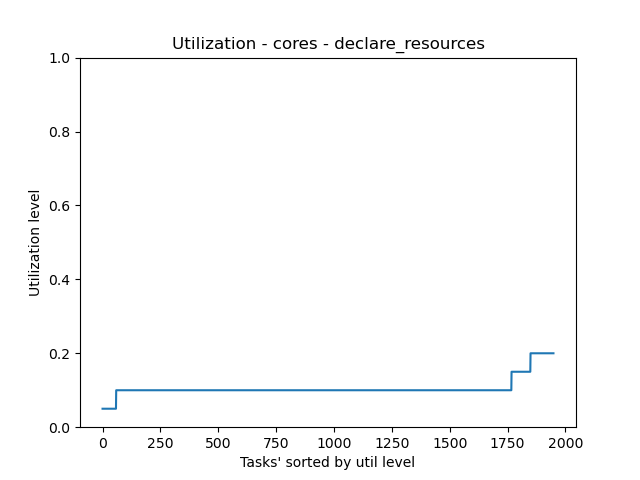 Utilization - cores - declare_resources
1.0
0.8
0.6
0.4
0.2
0.0
Utilization level
0 250 500 750 1000 1250 1500 1750 2000
Tasks' sorted by util level